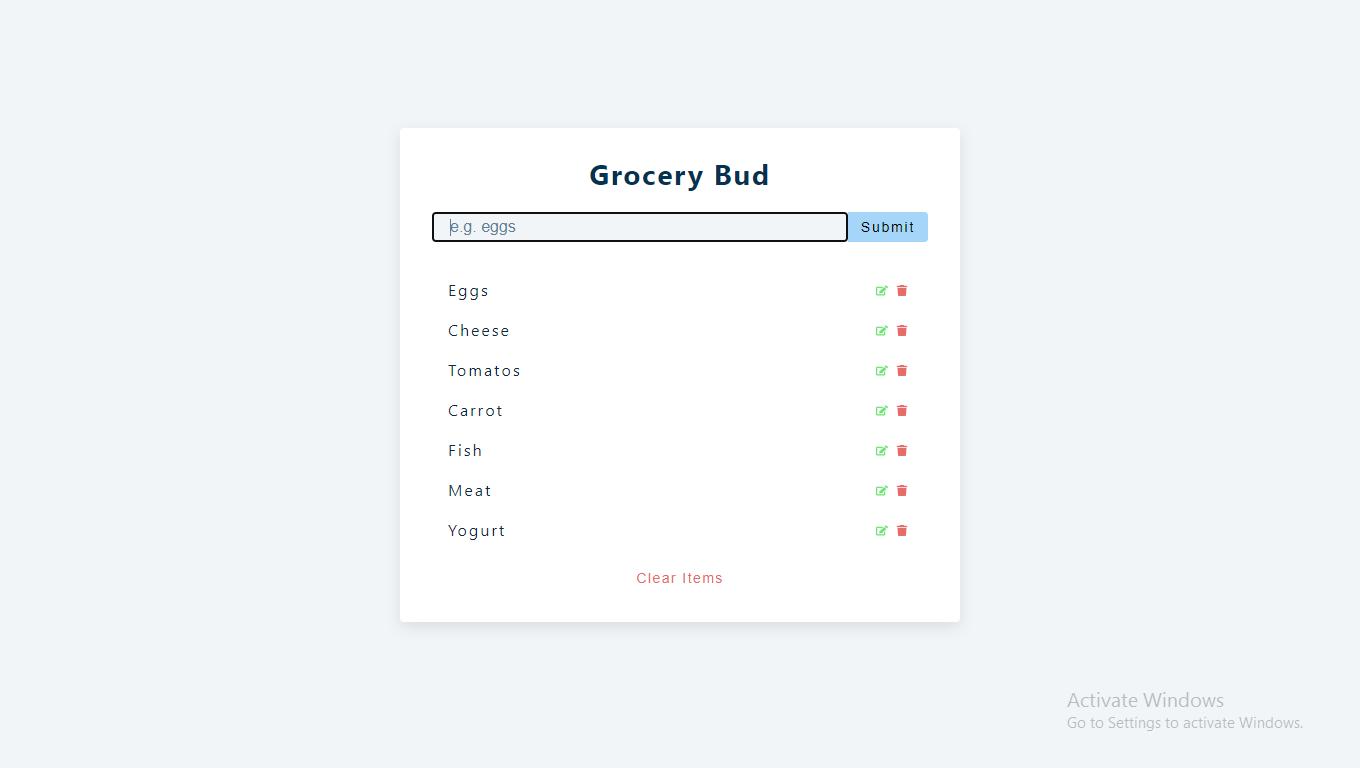 Grocery Bud
e.g. eggs
Submit
Eggs
Cheese
Tomatos
Carrot
Fish
Meat
Yogurt
Clear Items
Activate Windows
Go to Settings to activate Windows.